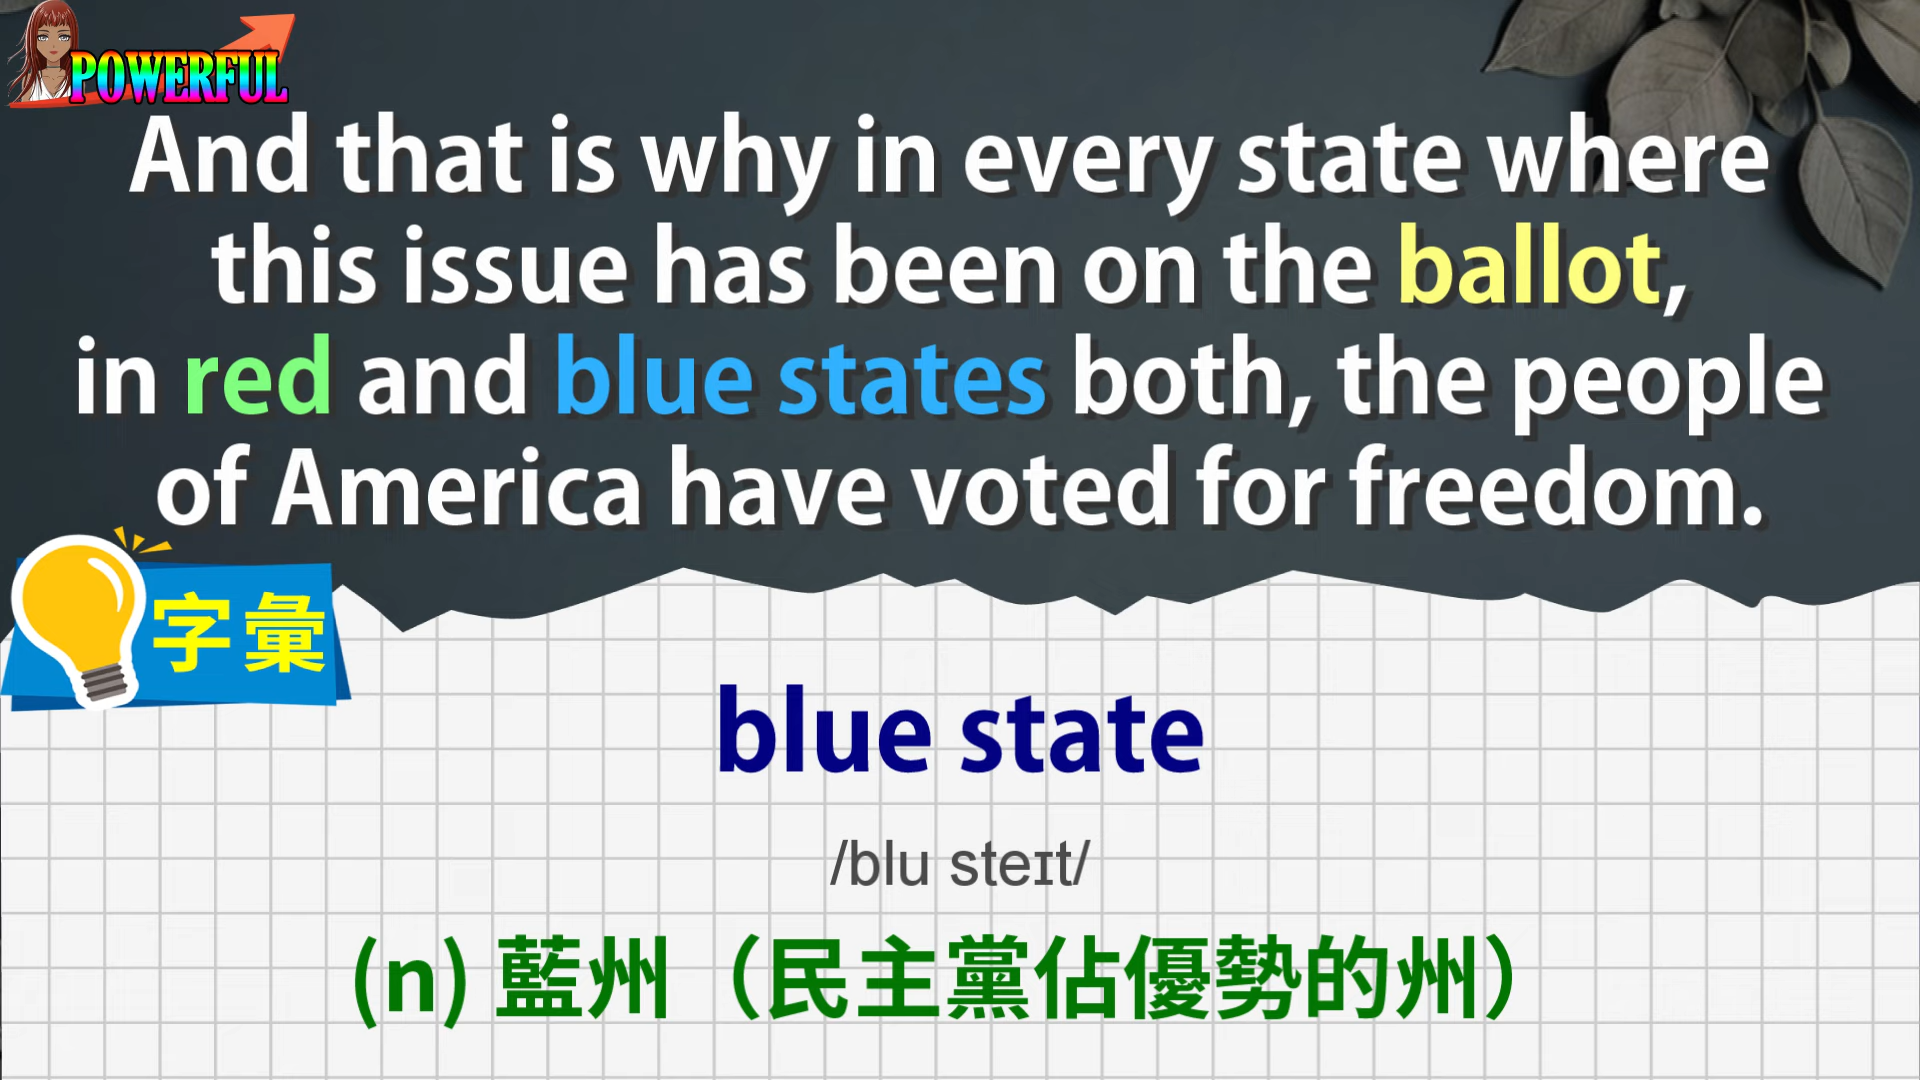 POWERFUL
And that is why in every state where
this issue has been on the ballot,
in red and blue states both, the people
of America have voted for freedom.
字彙
blue state
/blu steɪt/
(n) 藍州（民主黨佔優勢的州）